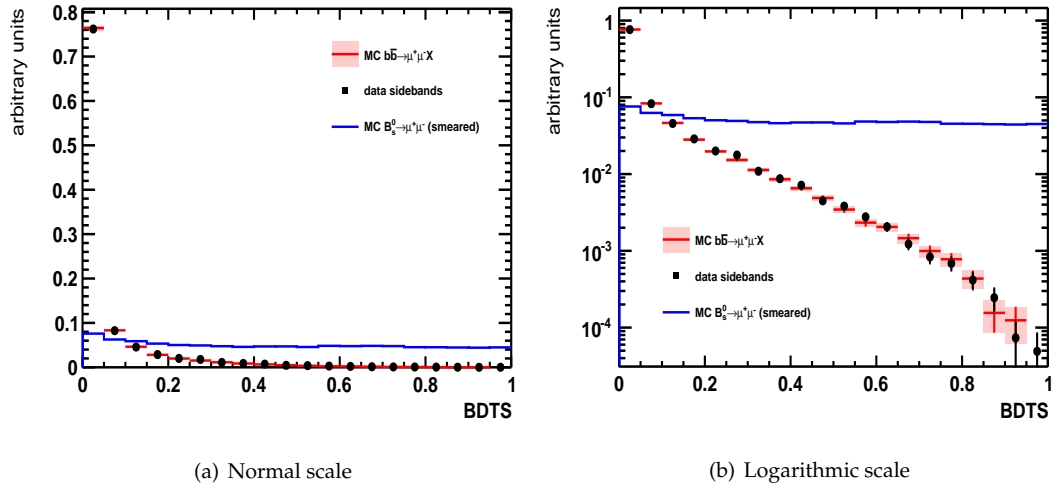 arbitrary units
0.8
0.7
0.6
0.5
0.4
0.3
0.2
0.1
0
MC bb̅→μ⁺μ⁻X
data sidebands
MC B⁰ₛ→μ⁺μ⁻ (smeared)
0 0.2 0.4 0.6 0.8 1
BDTS
(a) Normal scale
arbitrary units
1
10⁻¹
10⁻²
10⁻³
10⁻⁴
MC bb̅→μ⁺μ⁻X
data sidebands
MC B⁰ₛ→μ⁺μ⁻ (smeared)
0 0.2 0.4 0.6 0.8 1
BDTS
(b) Logarithmic scale